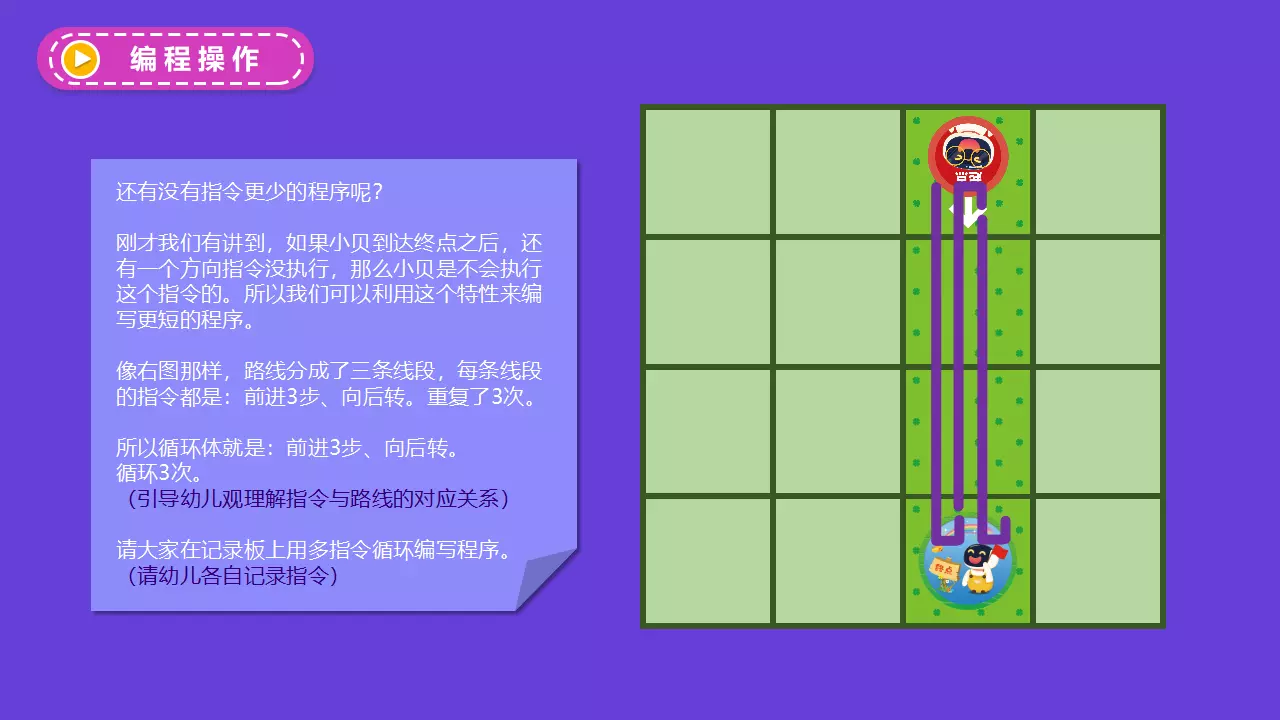 编程操作
还有没有指令更少的程序呢？
刚才我们有讲到，如果小贝到达终点之后，还
有一个方向指令没执行，那么小贝是不会执行
这个指令的。所以我们可以利用这个特性来编
写更短的程序。
像右图那样，路线分成了三条线段，每条线段
的指令都是：前进3步、向后转。重复了3次。
所以循环体就是：前进3步、向后转。
循环3次。
（引导幼儿观理解指令与路线的对应关系）
请大家在记录板上用多指令循环编写程序。
（请幼儿各自记录指令）
起点
终点